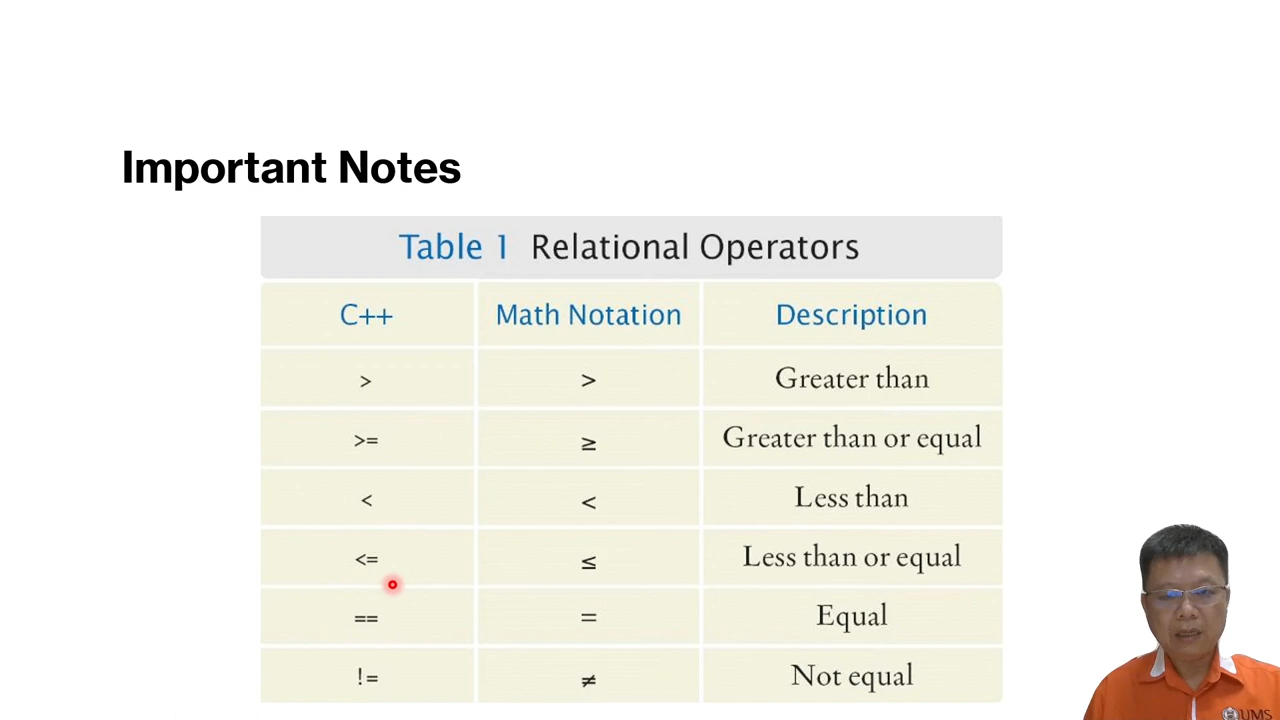 Important Notes
Table 1 Relational Operators
C++ Math Notation Description
> > Greater than
>= ≥ Greater than or equal
< < Less than
<= ≤ Less than or equal
== = Equal
!= ≠ Not equal
UMS